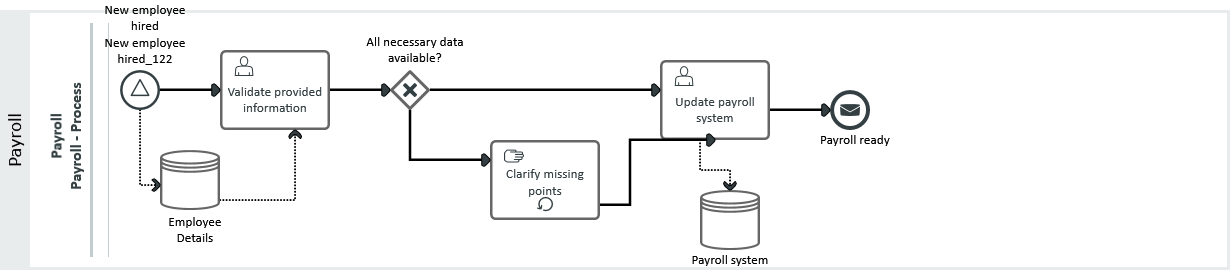 Payroll
Payroll
Payroll - Process
New employee
hired
New employee
hired_122
Validate provided
information
Employee
Details
All necessary data
available?
Clarify missing
points
Update payroll
system
Payroll system
Payroll ready